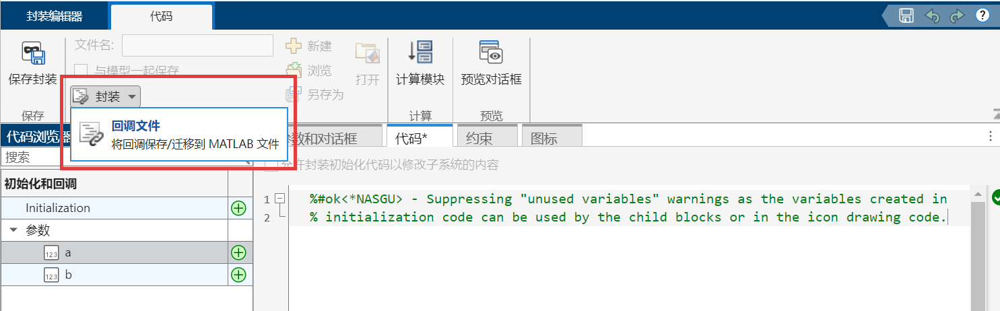 封装编辑器
代码
?
文件名:
与模型一起保存
新建
浏览
另存为
打开
保存封装
封装
计算模块
预览对话框
保存
计算
预览
回调文件
将回调保存/迁移到 MATLAB 文件
代码浏览器
搜索
参数和对话框
代码*
约束
图标
允许封装初始化代码以修改子系统的内容
初始化和回调
Initialization
参数
123 a
123 b
1 %#ok<*NASGU> - Suppressing "unused variables" warnings as the variables created in
2 % initialization code can be used by the child blocks or in the icon drawing code.